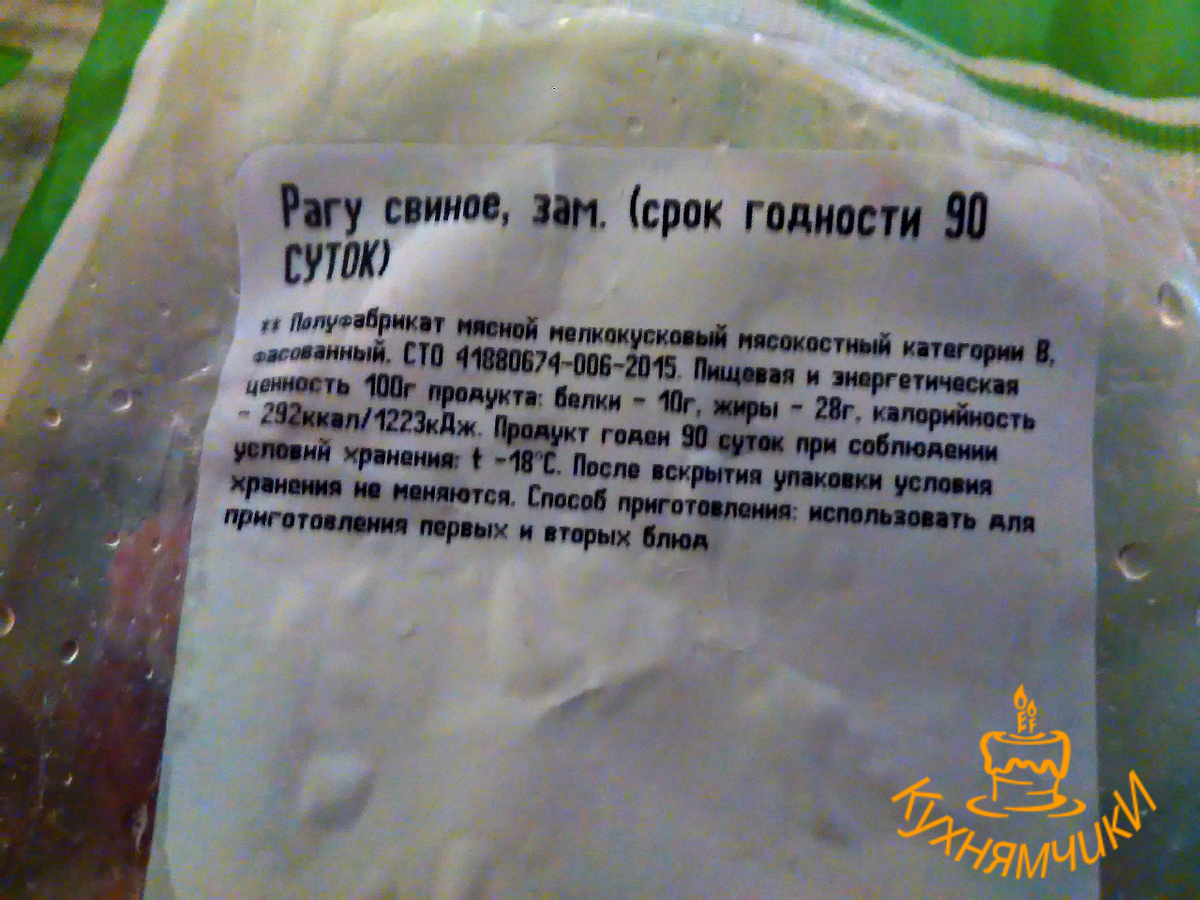 Рагу свиное, зам. (срок годности 90
СУТОК)
** Полуфабрикат мясной мелкокусковый мясокостный категории В,
фасованный. СТО 41880674-006-2015. Пищевая и энергетическая
ценность 100г продукта: белки - 10г, жиры - 28г, калорийность
- 292ккал/1223кДж. Продукт годен 90 суток при соблюдении
условий хранения: t -18°С. После вскрытия упаковки условия
хранения не меняются. Способ приготовления: использовать для
приготовления первых и вторых блюд
КУХНЯМЧИКИ